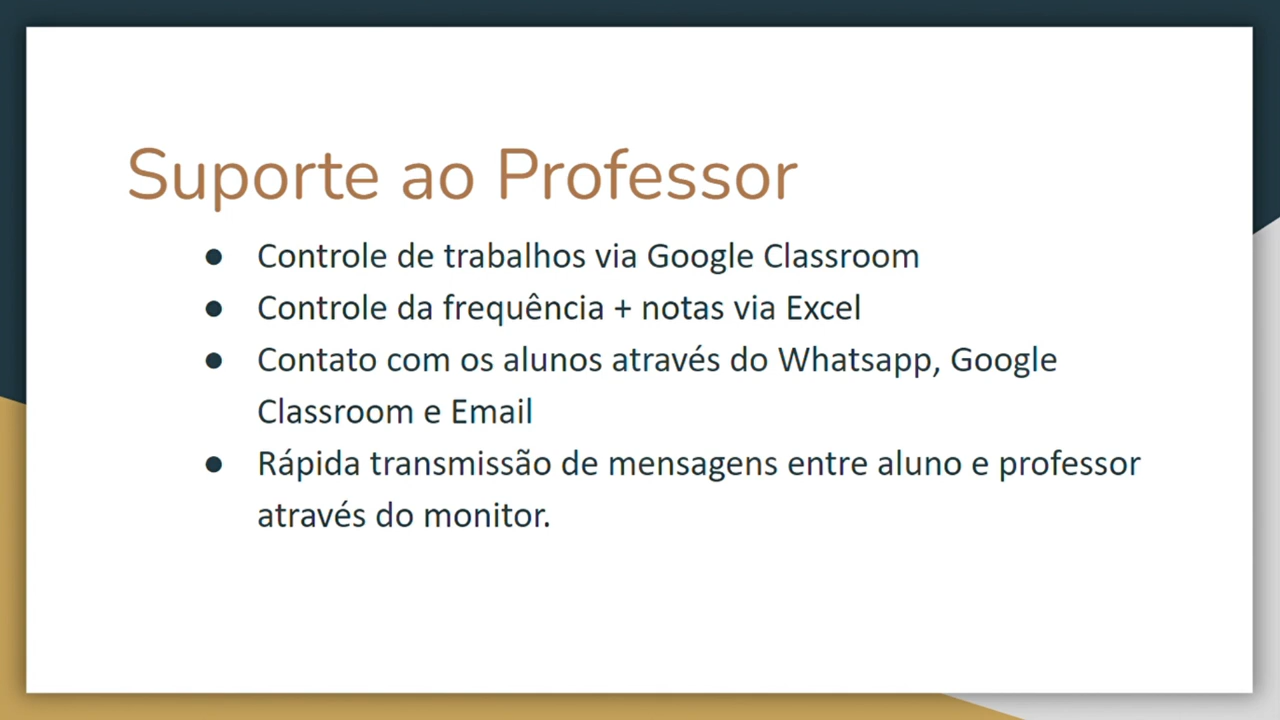 Suporte ao Professor
● Controle de trabalhos via Google Classroom
● Controle da frequência + notas via Excel
● Contato com os alunos através do Whatsapp, Google
Classroom e Email
● Rápida transmissão de mensagens entre aluno e professor
através do monitor.